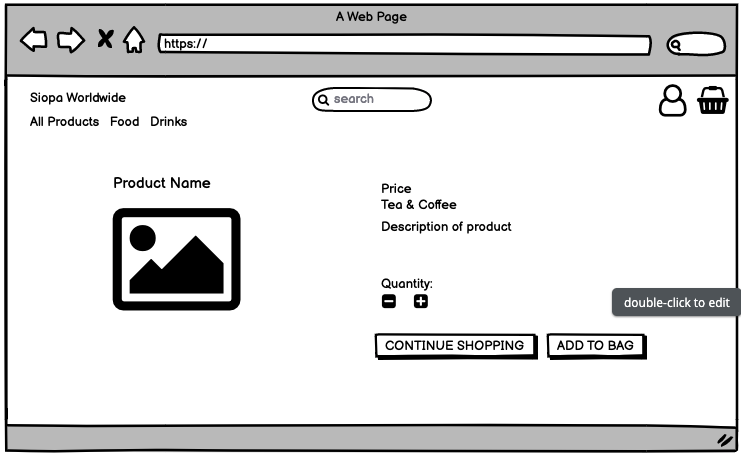 A Web Page
https://
Siopa Worldwide
search
All Products Food Drinks
Product Name
Price
Tea & Coffee
Description of product
Quantity:
double-click to edit
CONTINUE SHOPPING ADD TO BAG